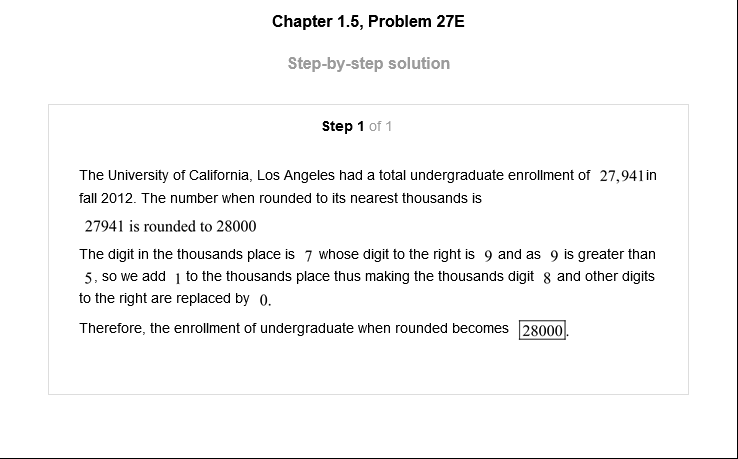 Chapter 1.5, Problem 27E
Step-by-step solution
Step 1 of 1
The University of California, Los Angeles had a total undergraduate enrollment of 27,941 in
fall 2012. The number when rounded to its nearest thousands is
27941 is rounded to 28000
The digit in the thousands place is 7 whose digit to the right is 9 and as 9 is greater than
5, so we add 1 to the thousands place thus making the thousands digit 8 and other digits
to the right are replaced by 0.
Therefore, the enrollment of undergraduate when rounded becomes 28000.